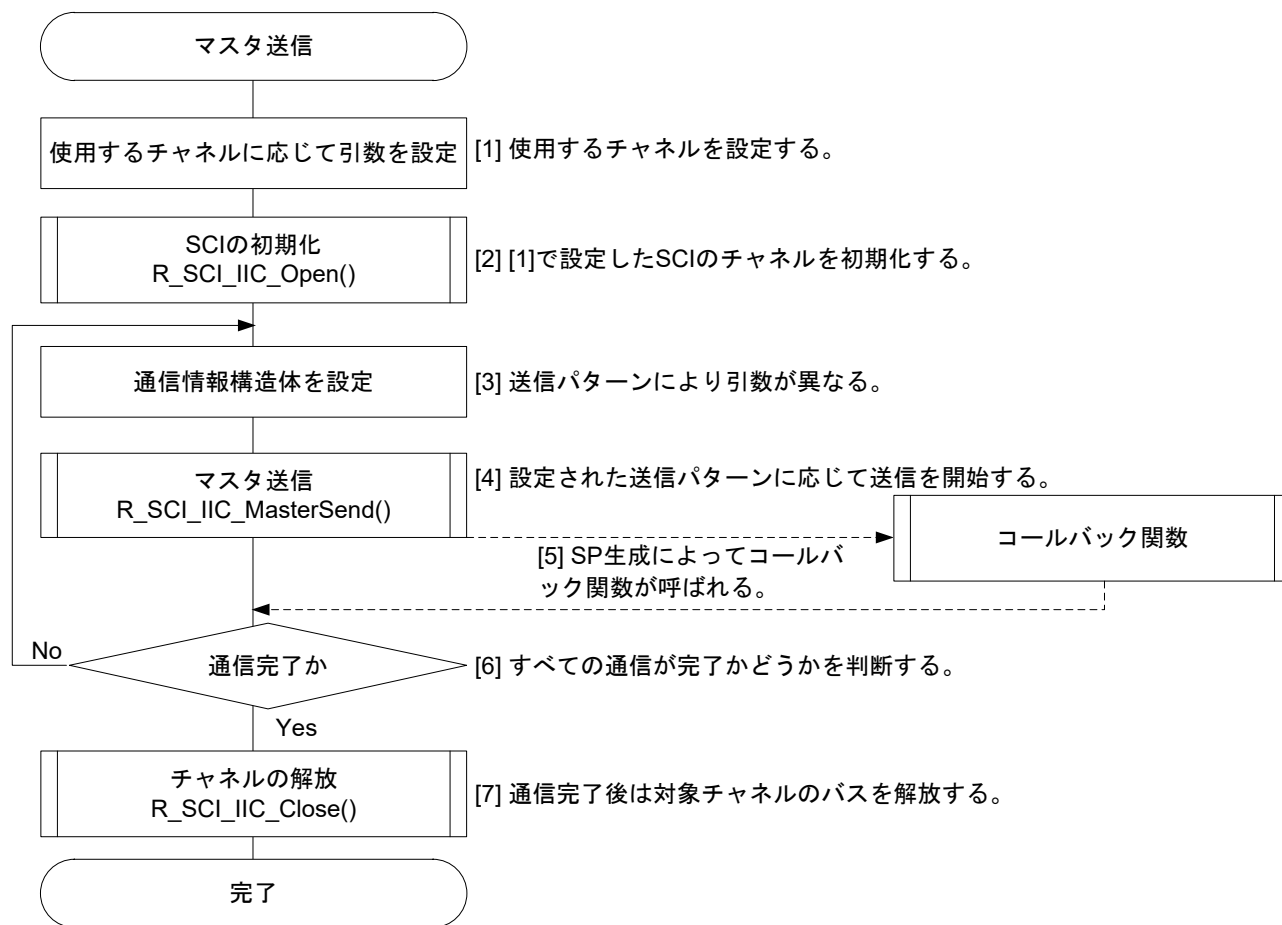 マスタ送信
使用するチャネルに応じて引数を設定
[1] 使用するチャネルを設定する。
SCIの初期化
R_SCI_IIC_Open()
[2] [1]で設定したSCIのチャネルを初期化する。
通信情報構造体を設定
[3] 送信パターンにより引数が異なる。
マスタ送信
R_SCI_IIC_MasterSend()
[4] 設定された送信パターンに応じて送信を開始する。
コールバック関数
[5] SP生成によってコールバ
ック関数が呼ばれる。
No
通信完了か
[6] すべての通信が完了かどうかを判断する。
Yes
チャネルの解放
R_SCI_IIC_Close()
[7] 通信完了後は対象チャネルのバスを解放する。
完了